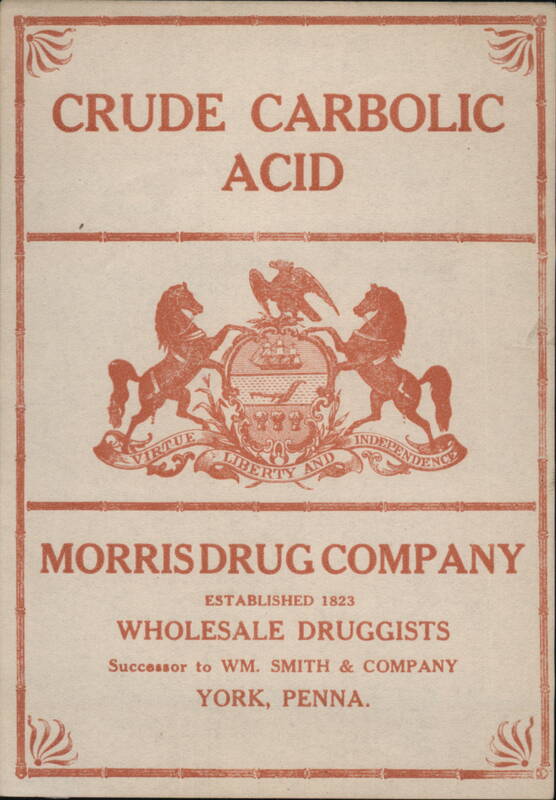 CRUDE CARBOLIC
ACID
VIRTUE LIBERTY AND INDEPENDENCE
MORRIS DRUG COMPANY
ESTABLISHED 1823
WHOLESALE DRUGGISTS
Successor to WM. SMITH & COMPANY
YORK, PENNA.